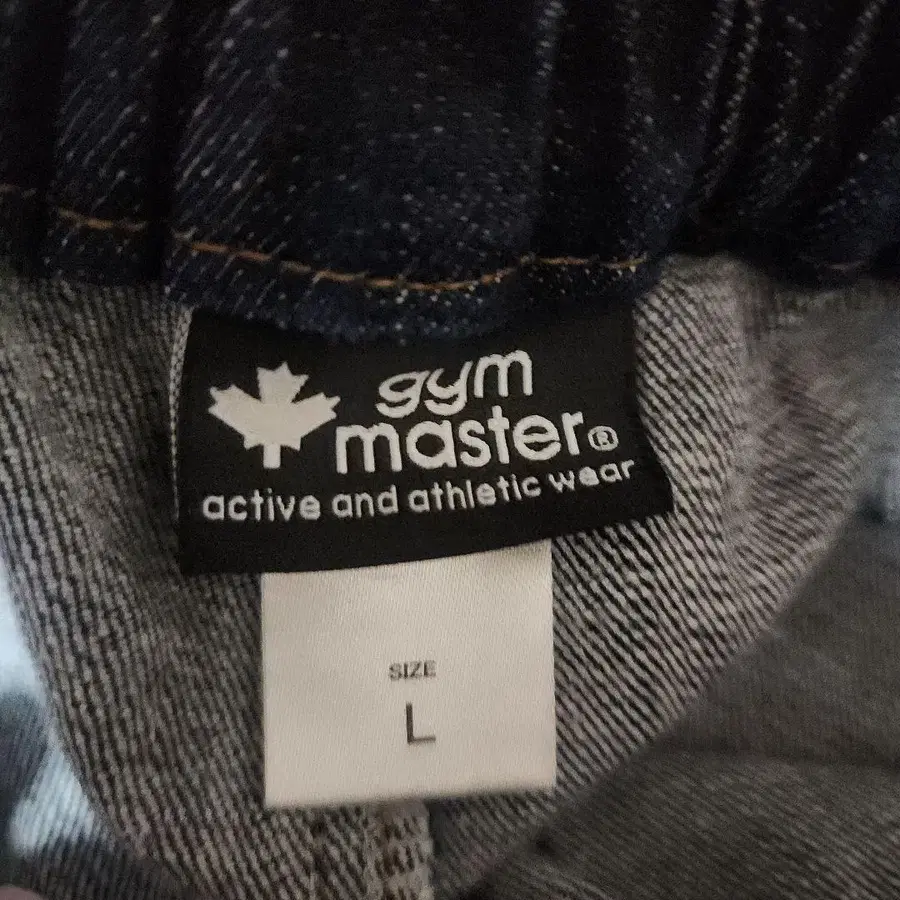 gym
master®
active and athletic wear
SIZE
L